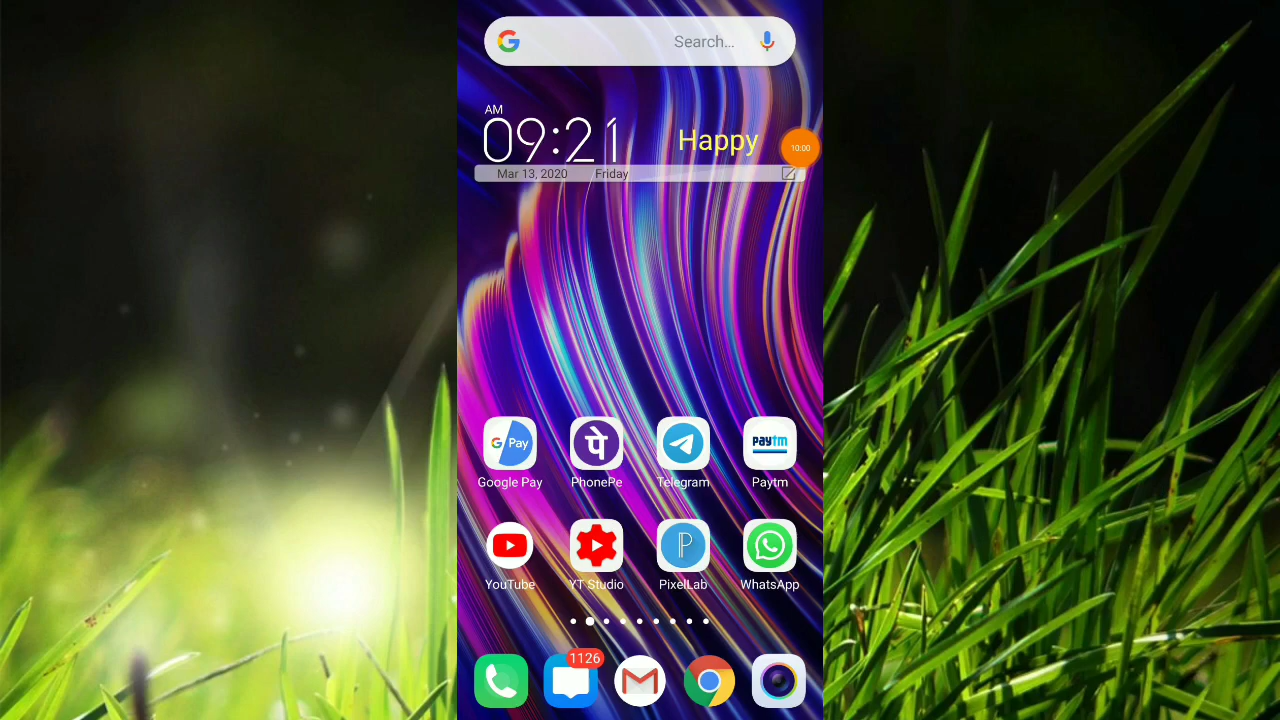 Search...
AM
09:21
Happy
10:00
Mar 13, 2020 Friday
G Pay
पे
paytm
Google Pay PhonePe Telegram Paytm
P
YouTube YT Studio PixelLab WhatsApp
1126